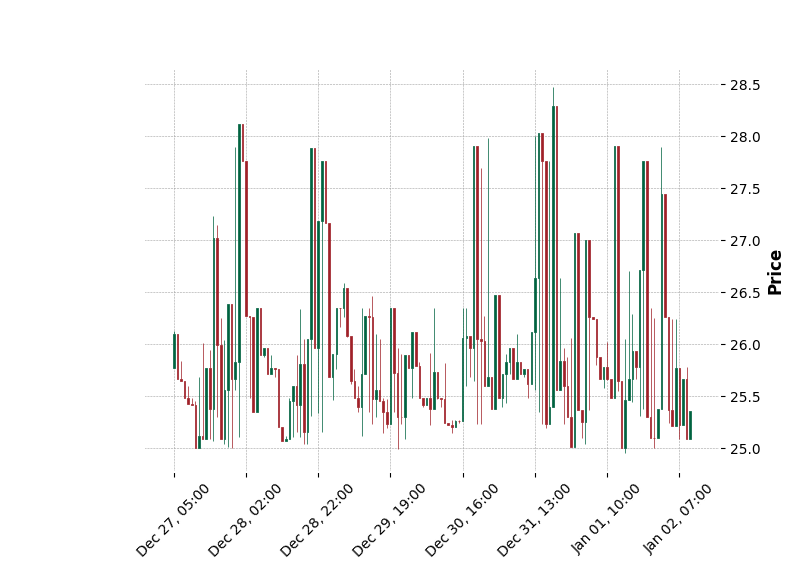 28.5
28.0
27.5
27.0
26.5
26.0
25.5
25.0
Price
Dec 27, 05:00
Dec 28, 02:00
Dec 28, 22:00
Dec 29, 19:00
Dec 30, 16:00
Dec 31, 13:00
Jan 01, 10:00
Jan 02, 07:00